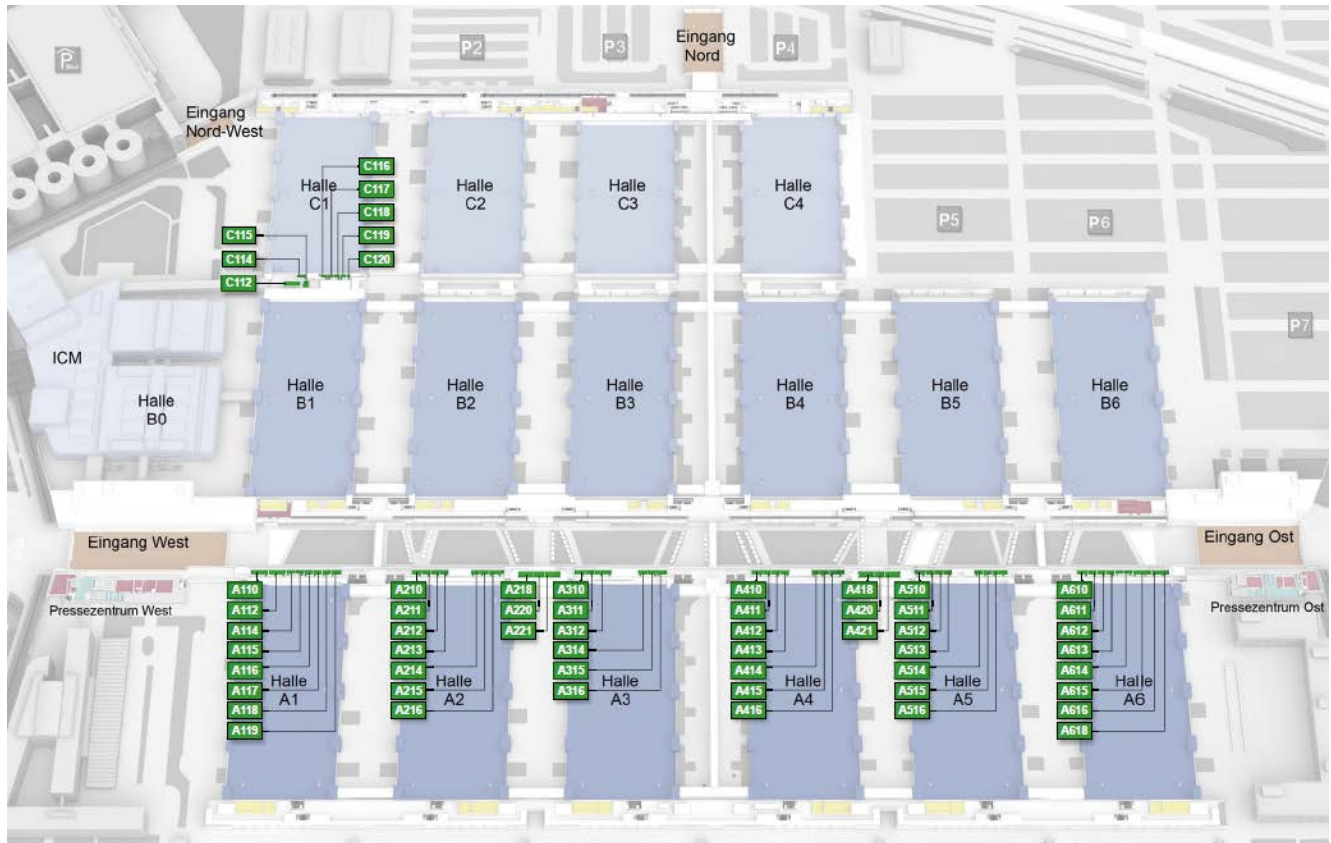 P2
P3
Eingang
Nord
P4
P
Eingang
Nord-West
C116
Halle
C1
C117
C118
C115
C119
C114
C120
C112
Halle
C2
Halle
C3
Halle
C4
P5
P6
P7
ICM
Halle
B0
Halle
B1
Halle
B2
Halle
B3
Halle
B4
Halle
B5
Halle
B6
Eingang West
Eingang Ost
Pressezentrum West
Pressezentrum Ost
A110
A112
A114
A115
A116
A117
A118
A119
Halle
A1
A210
A211
A212
A213
A214
A215
A216
Halle
A2
A218
A220
A221
A310
A311
A312
A314
A315
A316
Halle
A3
A410
A411
A412
A413
A414
A415
A416
Halle
A4
A418
A420
A421
A510
A511
A512
A513
A514
A515
A516
Halle
A5
A610
A611
A612
A613
A614
A615
A616
A618
Halle
A6